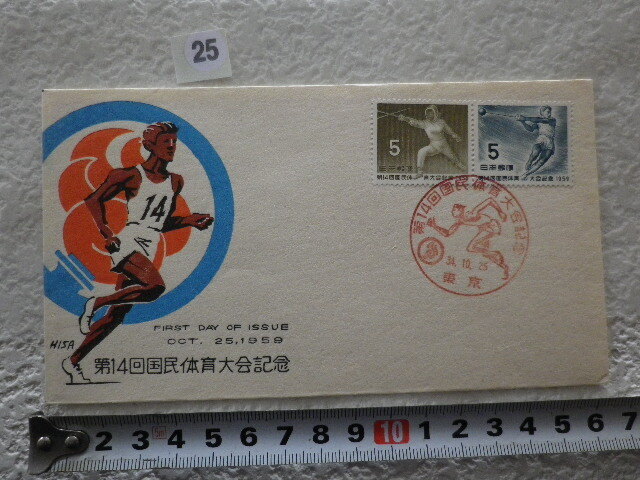 25
5
日本郵便
第14回国民体育大会記念
5
日本郵便
第14回国民体育大会記念 1959
第14回国民体育大会記念
34.10.25
東京
14
FIRST DAY OF ISSUE
OCT. 25, 1959
HISA
第14回国民体育大会記念
2 3 4 5 6 7 8 9 10 1 2 3 4 5 6 7